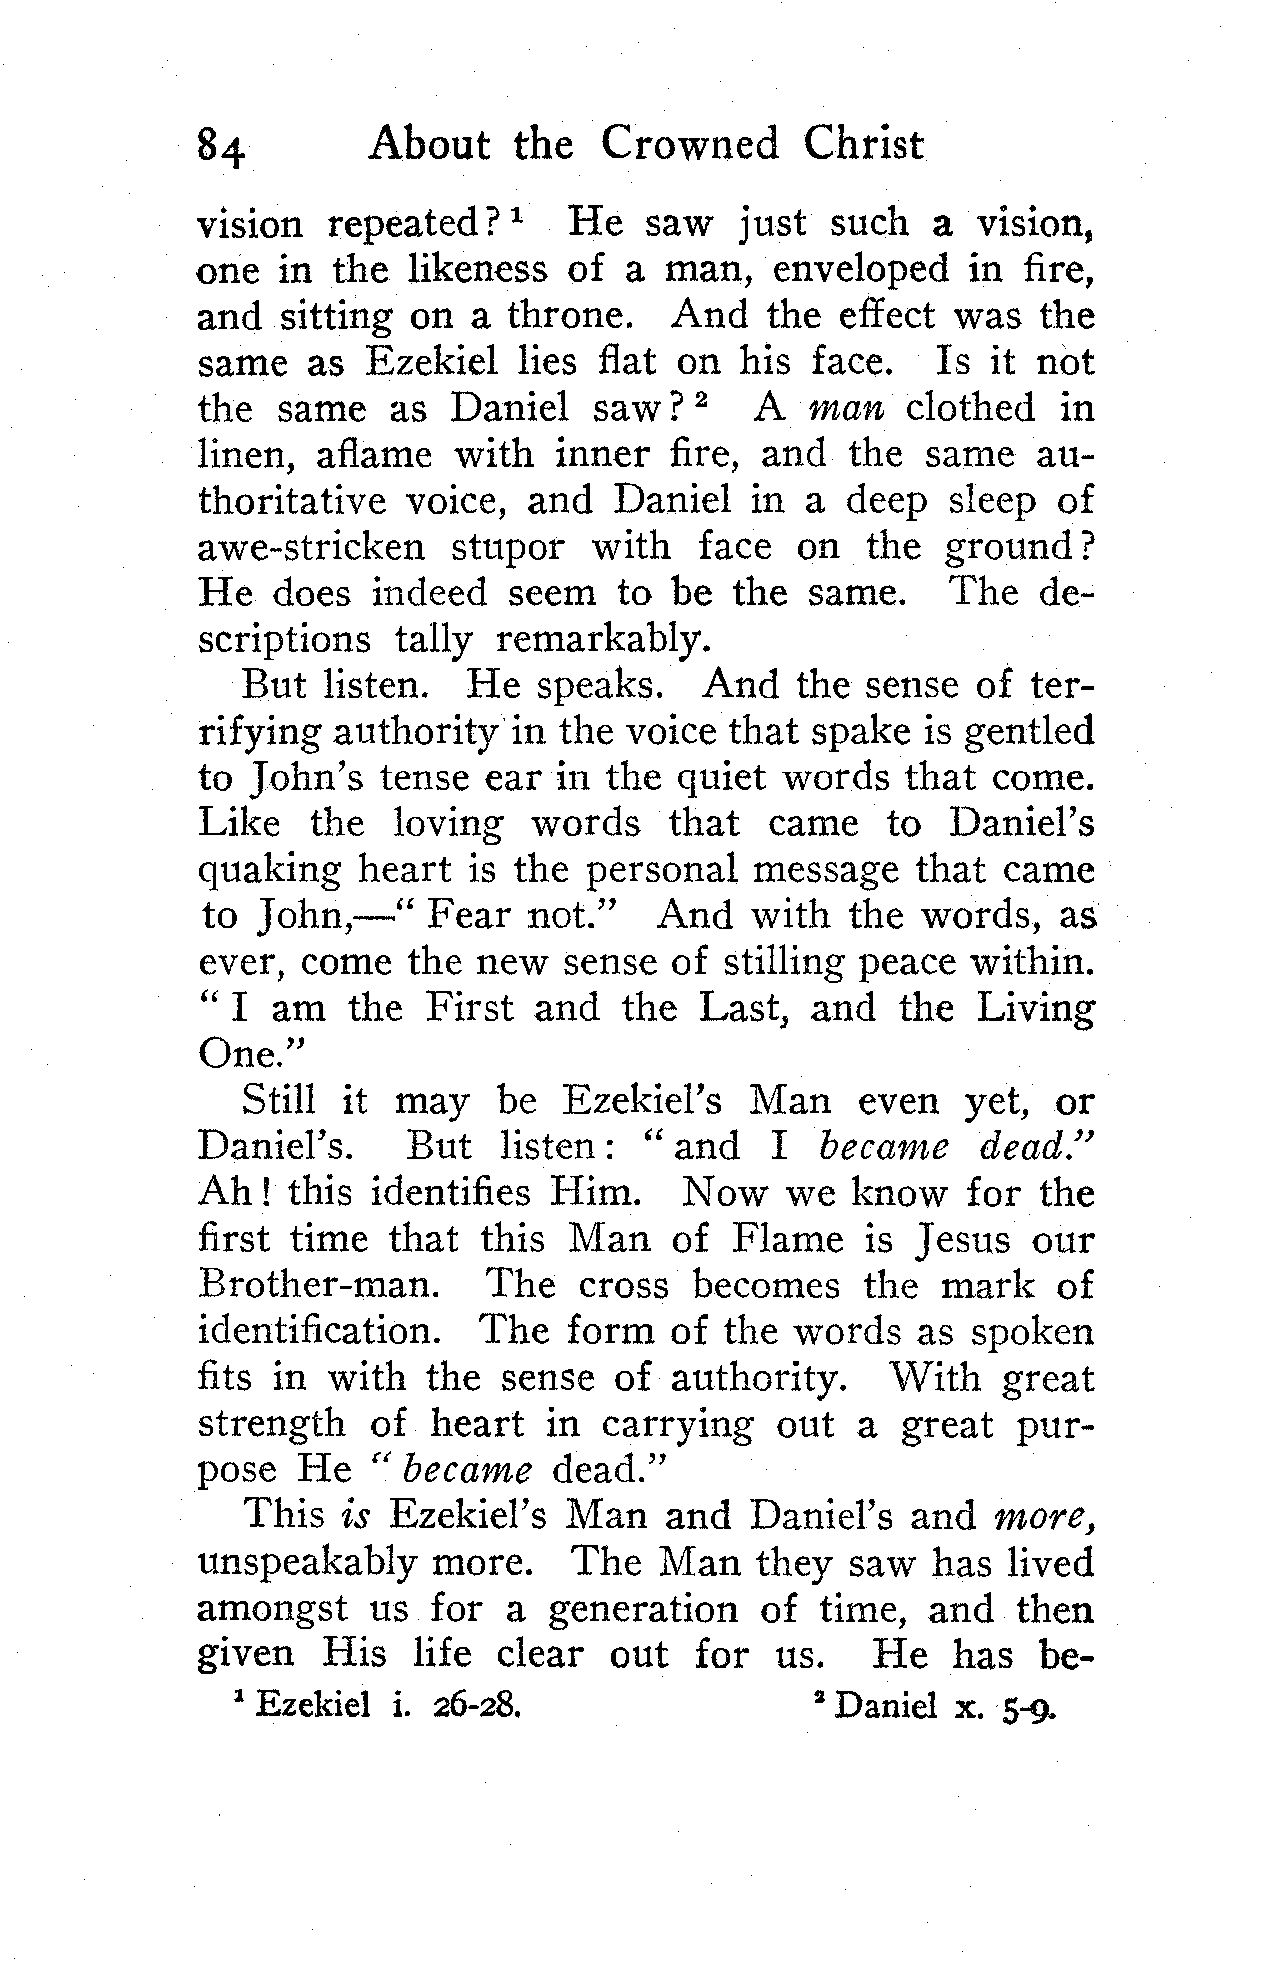 84 About the Crowned Christ
vision repeated?¹ He saw just such a vision,
one in the likeness of a man, enveloped in fire,
and sitting on a throne. And the effect was the
same as Ezekiel lies flat on his face. Is it not
the same as Daniel saw?² A man clothed in
linen, aflame with inner fire, and the same au-
thoritative voice, and Daniel in a deep sleep of
awe-stricken stupor with face on the ground?
He does indeed seem to be the same. The de-
scriptions tally remarkably.
But listen. He speaks. And the sense of ter-
rifying authority in the voice that spake is gentled
to John's tense ear in the quiet words that come.
Like the loving words that came to Daniel's
quaking heart is the personal message that came
to John,—“ Fear not.” And with the words, as
ever, come the new sense of stilling peace within.
“ I am the First and the Last, and the Living
One.”
Still it may be Ezekiel's Man even yet, or
Daniel's. But listen : “ and I became dead.”
Ah ! this identifies Him. Now we know for the
first time that this Man of Flame is Jesus our
Brother-man. The cross becomes the mark of
identification. The form of the words as spoken
fits in with the sense of authority. With great
strength of heart in carrying out a great pur-
pose He “ became dead.”
This is Ezekiel's Man and Daniel's and more,
unspeakably more. The Man they saw has lived
amongst us for a generation of time, and then
given His life clear out for us. He has be-
¹ Ezekiel i. 26-28. ² Daniel x. 5-9.